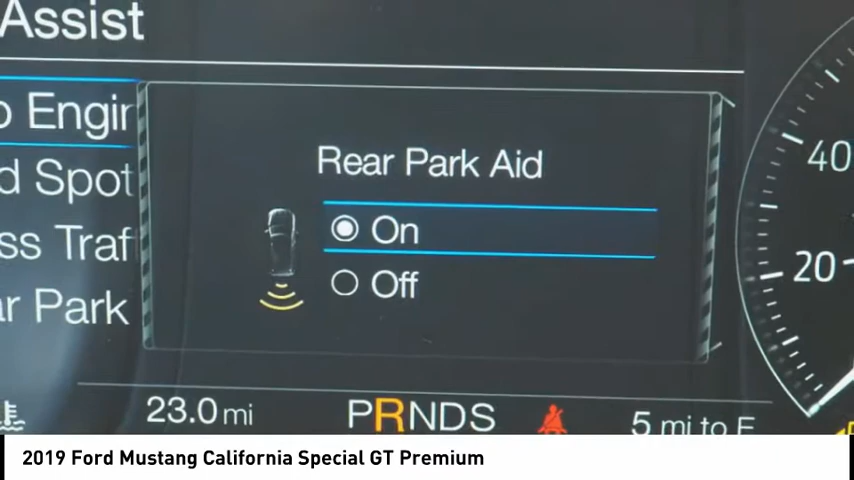 Assist
o Engin
d Spot
ss Traf
ar Park
Rear Park Aid
On
Off
40
20
23.0 mi
PRNDS
5 mi to E
2019 Ford Mustang California Special GT Premium